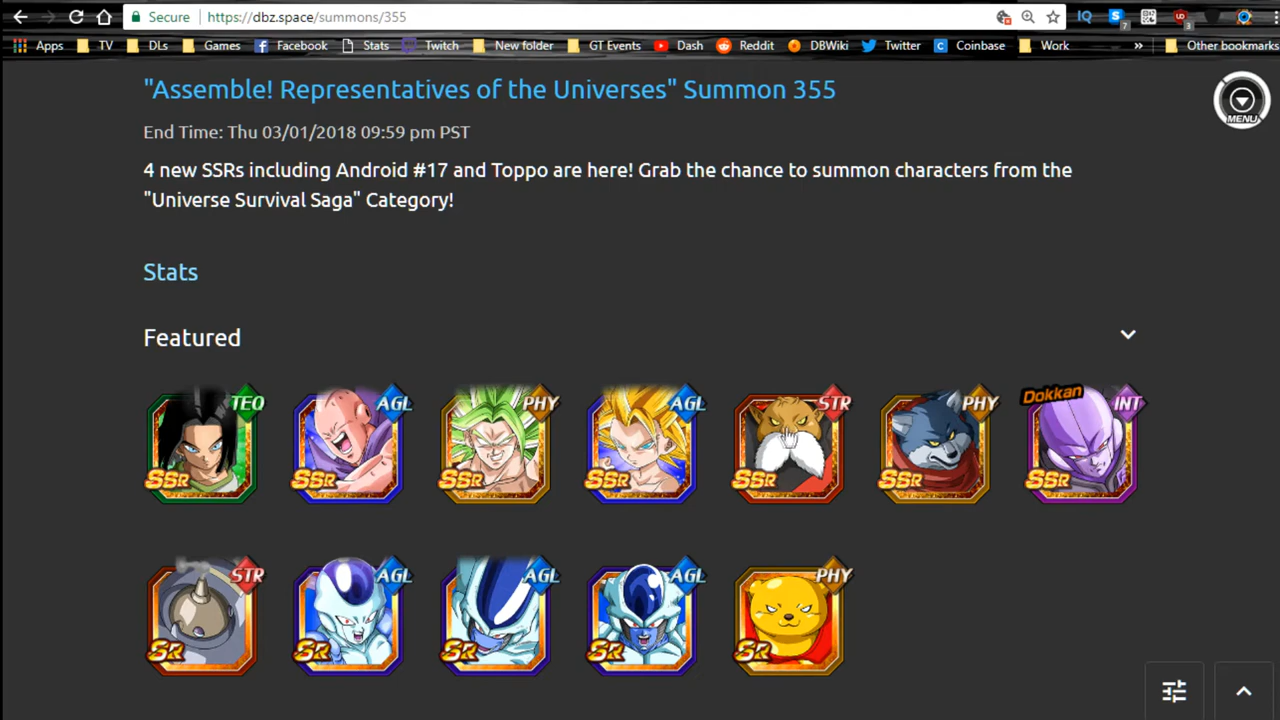 Secure https://dbz.space/summons/355
IQ 7 UD 3
Apps TV DLs Games Facebook Stats Twitch New folder GT Events Dash Reddit DBWiki Twitter Coinbase Work » Other bookmarks
"Assemble! Representatives of the Universes" Summon 355
MENU
End Time: Thu 03/01/2018 09:59 pm PST
4 new SSRs including Android #17 and Toppo are here! Grab the chance to summon characters from the
"Universe Survival Saga" Category!
Stats
Featured
TEQ AGL PHY AGL STR PHY Dokkan INT
SSR SSR SSR SSR SSR SSR SSR
STR AGL AGL AGL PHY
SR SR SR SR SR